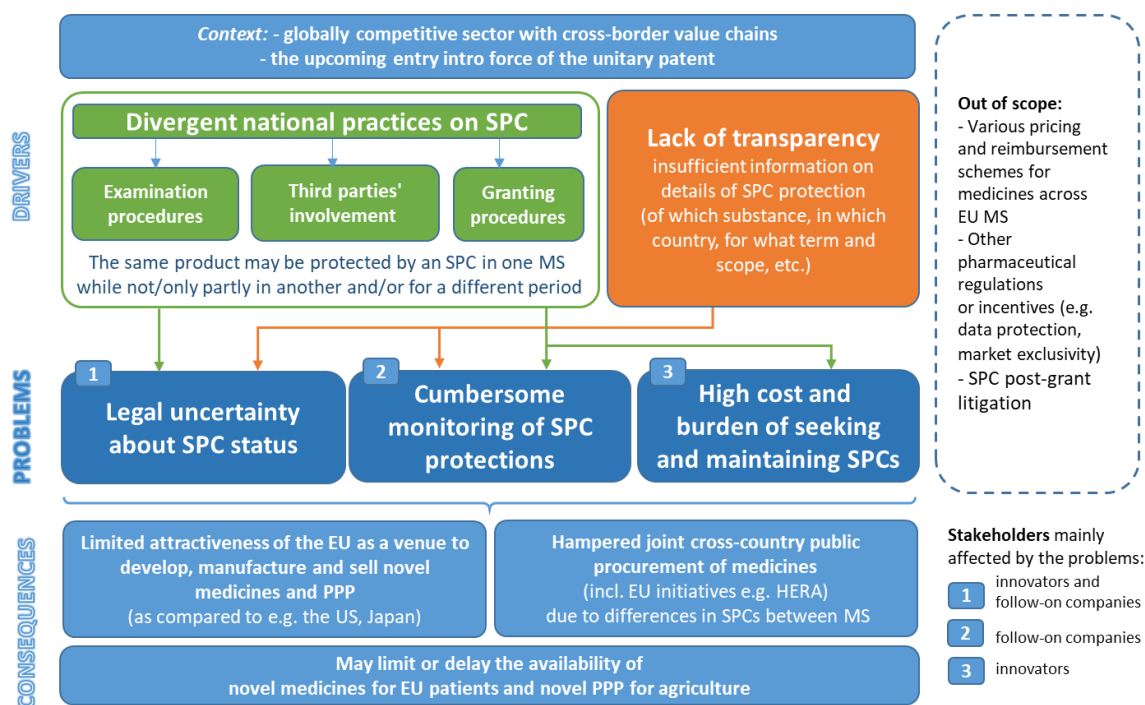 Context: - globally competitive sector with cross-border value chains
- the upcoming entry intro force of the unitary patent
DRIVERS
Divergent national practices on SPC
Examination
procedures
Third parties'
involvement
Granting
procedures
The same product may be protected by an SPC in one MS
while not/only partly in another and/or for a different period
Lack of transparency
insufficient information on
details of SPC protection
(of which substance, in which
country, for what term and
scope, etc.)
Out of scope:
- Various pricing
and reimbursement
schemes for
medicines across
EU MS
- Other
pharmaceutical
regulations
or incentives (e.g.
data protection,
market exclusivity)
- SPC post-grant
litigation
PROBLEMS
1
Legal uncertainty
about SPC status
2
Cumbersome
monitoring of SPC
protections
3
High cost and
burden of seeking
and maintaining SPCs
CONSEQUENCES
Limited attractiveness of the EU as a venue to
develop, manufacture and sell novel
medicines and PPP
(as compared to e.g. the US, Japan)
Hampered joint cross-country public
procurement of medicines
(incl. EU initiatives e.g. HERA)
due to differences in SPCs between MS
May limit or delay the availability of
novel medicines for EU patients and novel PPP for agriculture
Stakeholders mainly
affected by the problems:
1
innovators and
follow-on companies
2
follow-on companies
3
innovators